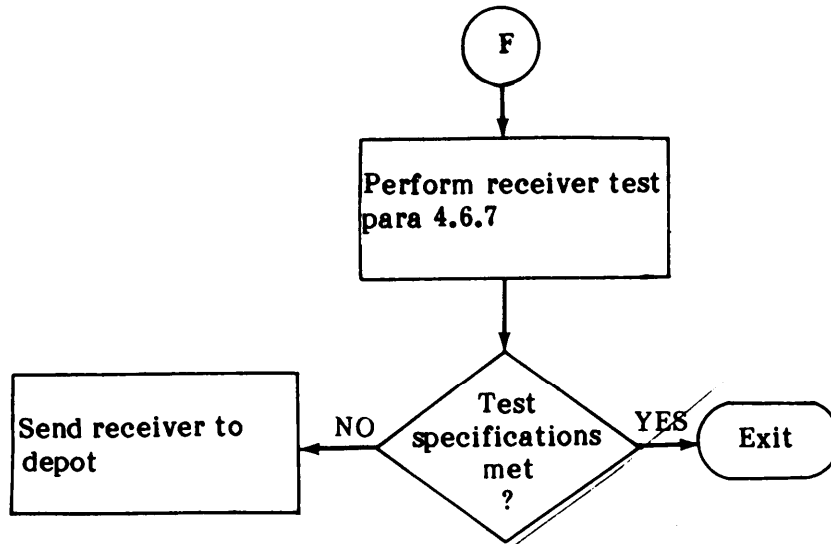 F
Perform receiver test
para 4.6.7
Send receiver to
depot
NO
Test
specifications
met
?
YES
Exit